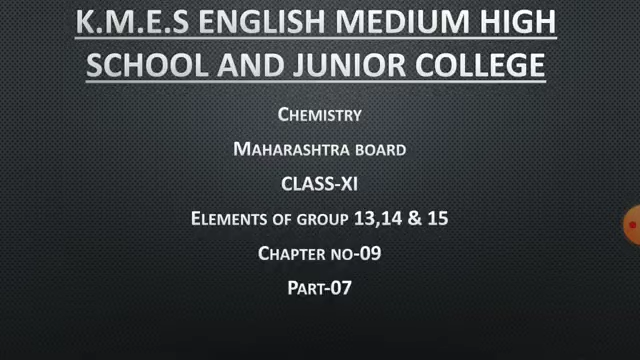 K.M.E.S ENGLISH MEDIUM HIGH
SCHOOL AND JUNIOR COLLEGE
CHEMISTRY
MAHARASHTRA BOARD
CLASS-XI
ELEMENTS OF GROUP 13,14 & 15
CHAPTER NO-09
PART-07